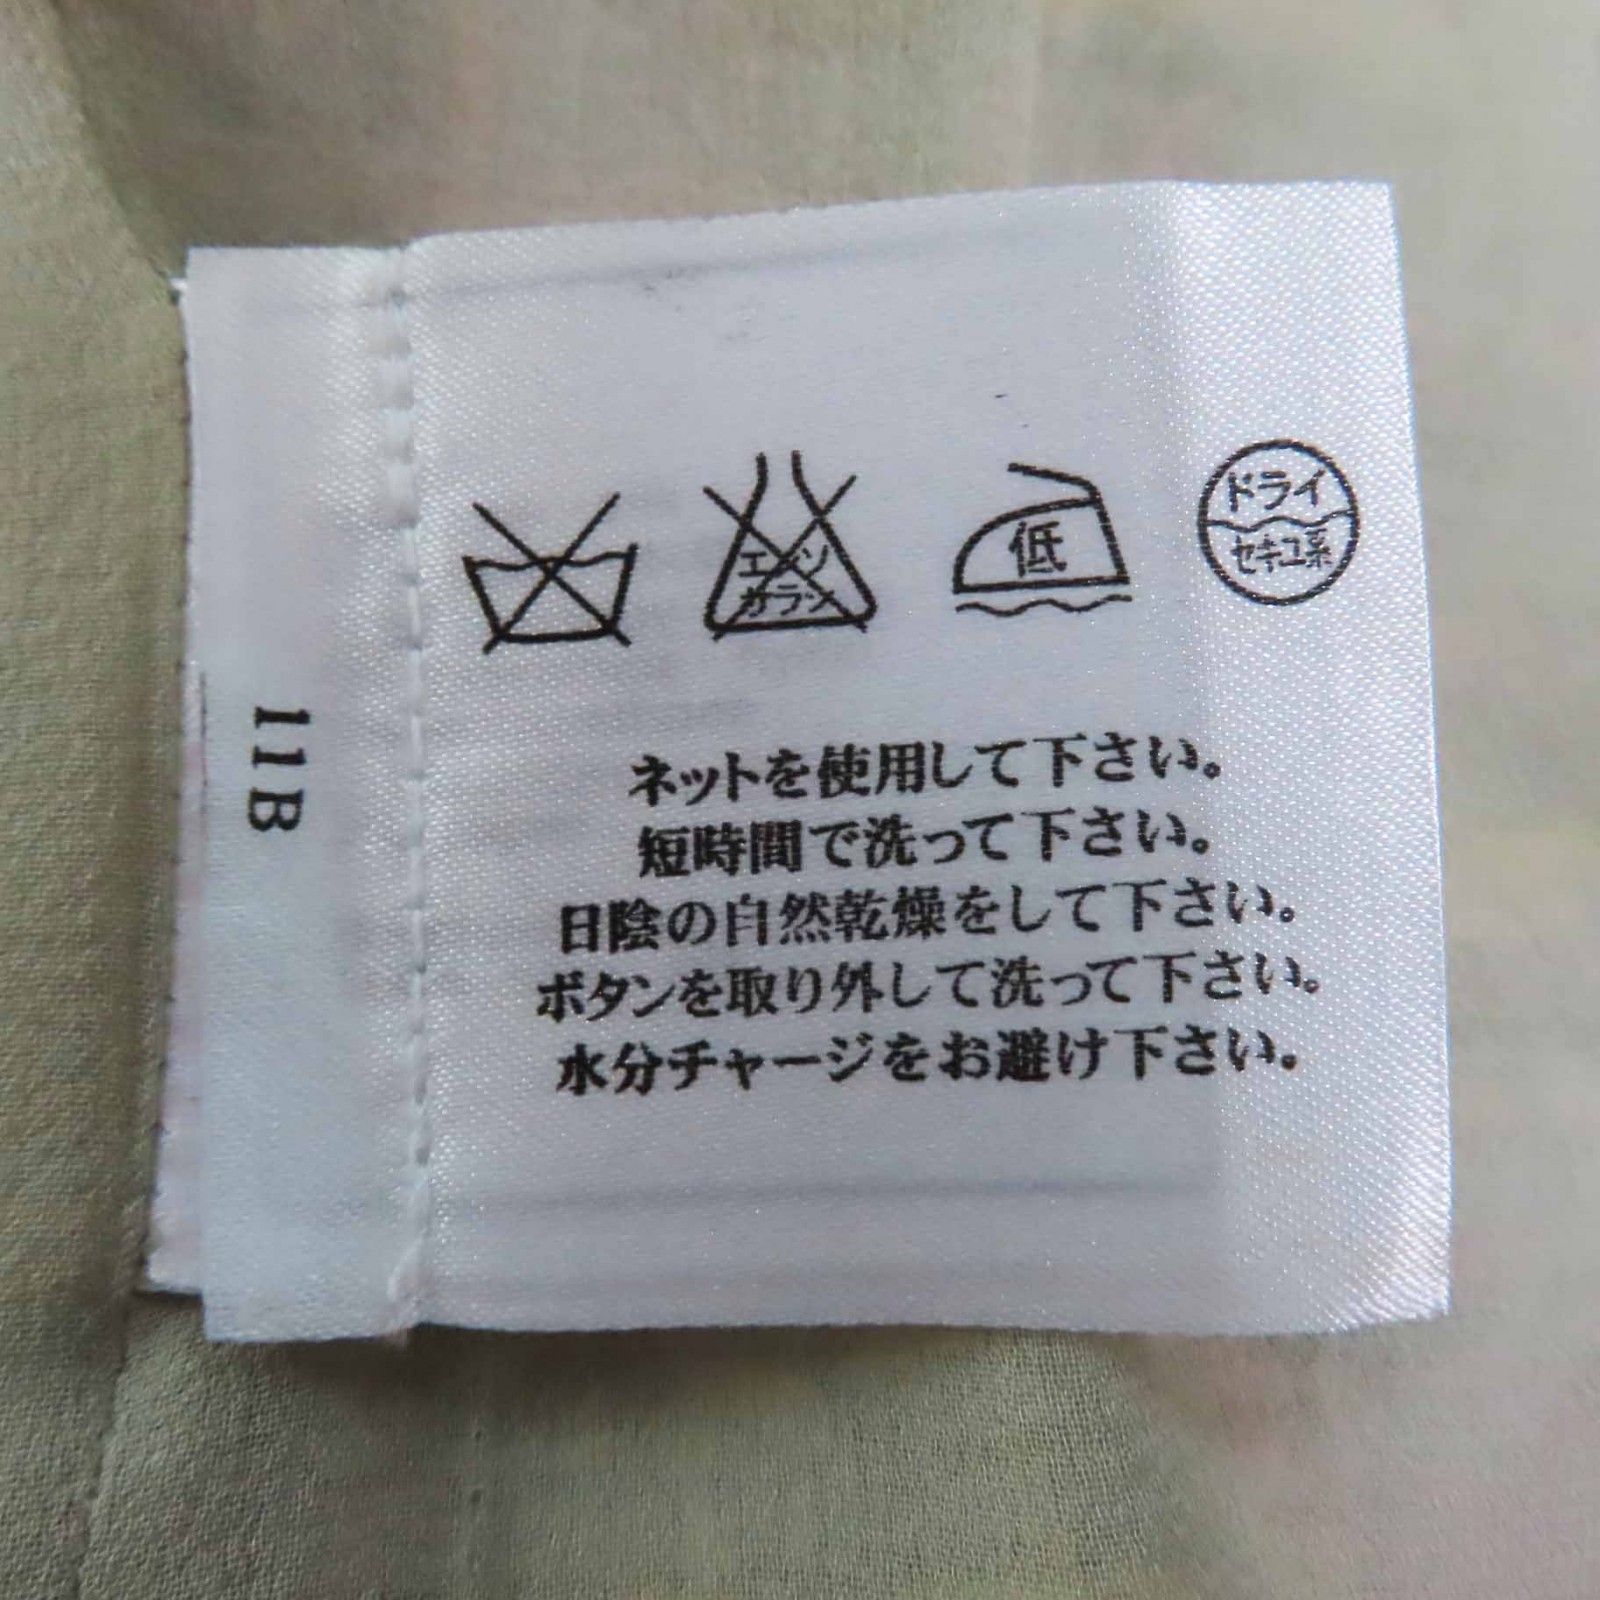 エンソ
サラシ
低
ドライ
セキユ系
11B
ネットを使用して下さい。
短時間で洗って下さい。
日陰の自然乾燥をして下さい。
ボタンを取り外して洗って下さい。
水分チャージをお避け下さい。